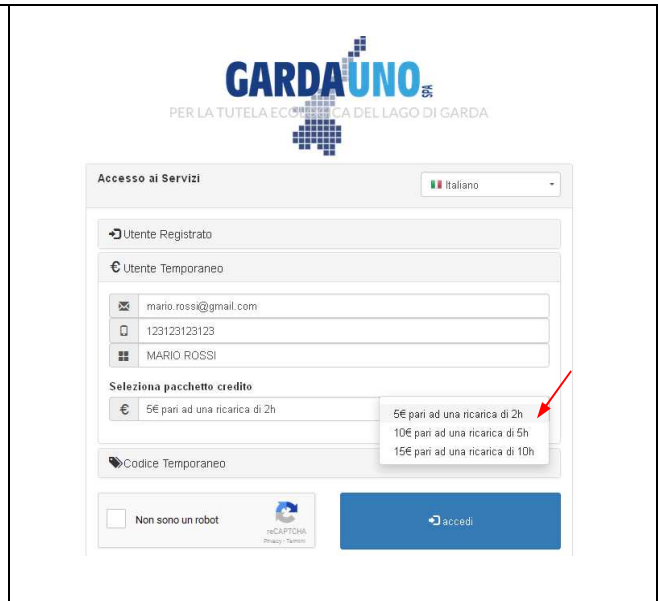 GARDAUNO SPA
PER LA TUTELA ECOLOGICA DEL LAGO DI GARDA
Accesso ai Servizi
Italiano
Utente Registrato
€ Utente Temporaneo
mario.rossi@gmail.com
123123123123
MARIO ROSSI
Seleziona pacchetto credito
€ 5€ pari ad una ricarica di 2h
5€ pari ad una ricarica di 2h
10€ pari ad una ricarica di 5h
15€ pari ad una ricarica di 10h
Codice Temporaneo
Non sono un robot
reCAPTCHA
Privacy - Termini
accedi